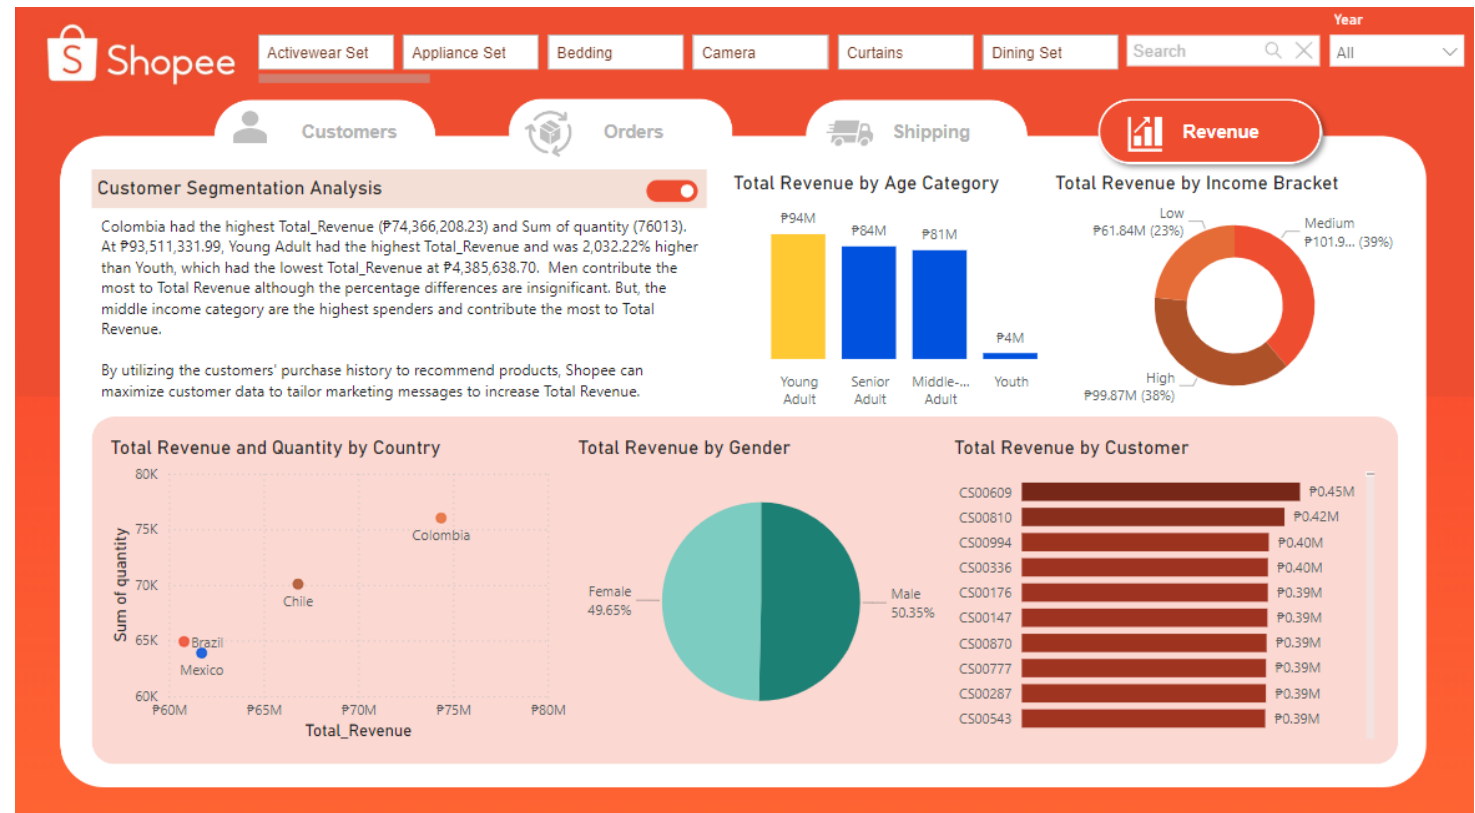 Year
Shopee
Activewear Set
Appliance Set
Bedding
Camera
Curtains
Dining Set
Search
All
Customers
Orders
Shipping
Revenue
Customer Segmentation Analysis
Colombia had the highest Total_Revenue (₱74,366,208.23) and Sum of quantity (76013).
At ₱93,511,331.99, Young Adult had the highest Total_Revenue and was 2,032.22% higher
than Youth, which had the lowest Total_Revenue at ₱4,385,638.70.  Men contribute the
most to Total Revenue although the percentage differences are insignificant. But, the
middle income category are the highest spenders and contribute the most to Total
Revenue.
By utilizing the customers' purchase history to recommend products, Shopee can
maximize customer data to tailor marketing messages to increase Total Revenue.
Total Revenue by Age Category
₱94M
₱84M
₱81M
₱4M
Young
Adult
Senior
Adult
Middle-...
Adult
Youth
Total Revenue by Income Bracket
Low
₱61.84M (23%)
Medium
₱101.9... (39%)
High
₱99.87M (38%)
Total Revenue and Quantity by Country
Sum of quantity
80K
75K
70K
65K
60K
Colombia
Chile
Brazil
Mexico
₱60M
₱65M
₱70M
₱75M
₱80M
Total_Revenue
Total Revenue by Gender
Female
49.65%
Male
50.35%
Total Revenue by Customer
CS00609 ₱0.45M
CS00810 ₱0.42M
CS00994 ₱0.40M
CS00336 ₱0.40M
CS00176 ₱0.39M
CS00147 ₱0.39M
CS00870 ₱0.39M
CS00777 ₱0.39M
CS00287 ₱0.39M
CS00543 ₱0.39M